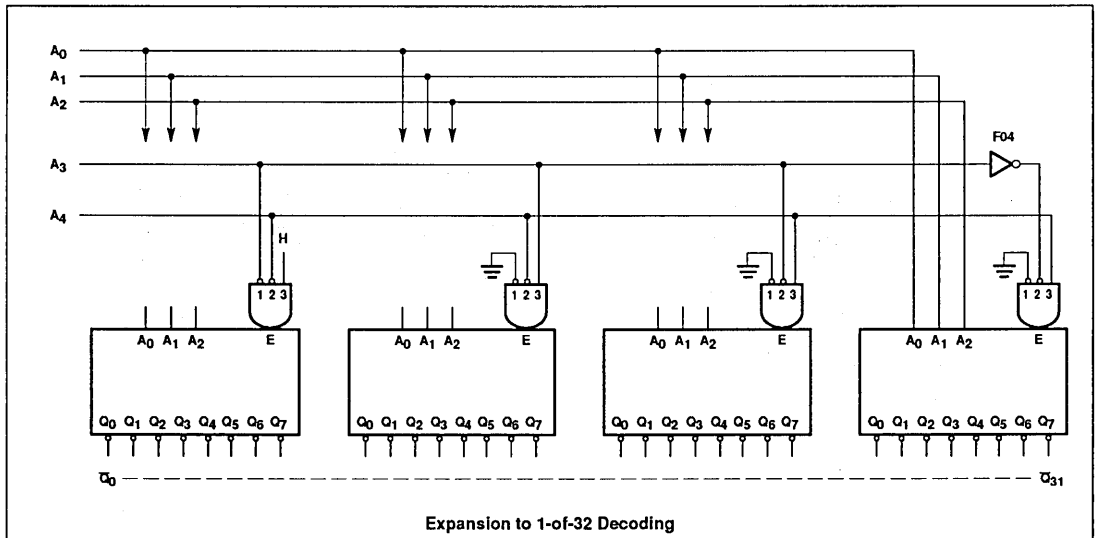 A0
A1
A2
F04
A3
A4
H
1 2 3 1 2 3 1 2 3 1 2 3
A0 A1 A2 E A0 A1 A2 E A0 A1 A2 E A0 A1 A2 E
Q0 Q1 Q2 Q3 Q4 Q5 Q6 Q7 Q0 Q1 Q2 Q3 Q4 Q5 Q6 Q7 Q0 Q1 Q2 Q3 Q4 Q5 Q6 Q7 Q0 Q1 Q2 Q3 Q4 Q5 Q6 Q7
Q̅0 Q̅31
Expansion to 1-of-32 Decoding